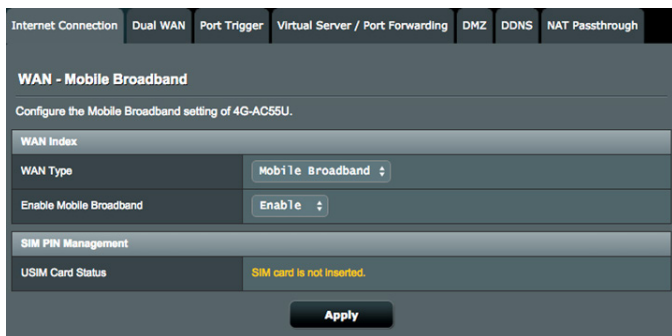 Internet Connection Dual WAN Port Trigger Virtual Server / Port Forwarding DMZ DDNS NAT Passthrough
WAN - Mobile Broadband
Configure the Mobile Broadband setting of 4G-AC55U.
WAN Index
WAN Type Mobile Broadband
Enable Mobile Broadband Enable
SIM PIN Management
USIM Card Status SIM card is not inserted.
Apply